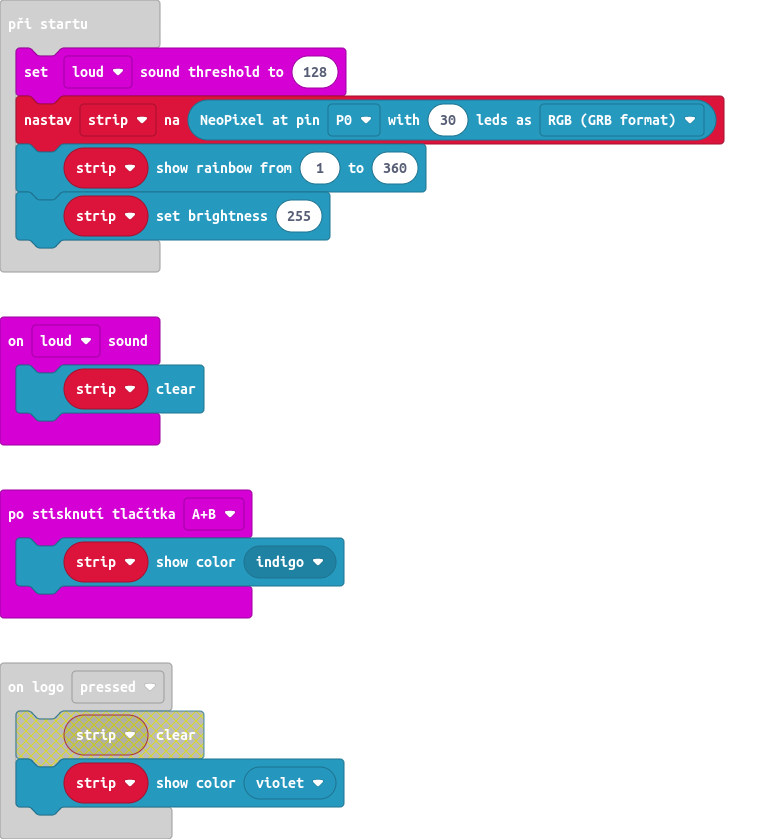 při startu
set loud sound threshold to 128
nastav strip na NeoPixel at pin P0 with 30 leds as RGB (GRB format)
strip show rainbow from 1 to 360
strip set brightness 255
on loud sound
strip clear
po stisknutí tlačítka A+B
strip show color indigo
on logo pressed
strip clear
strip show color violet